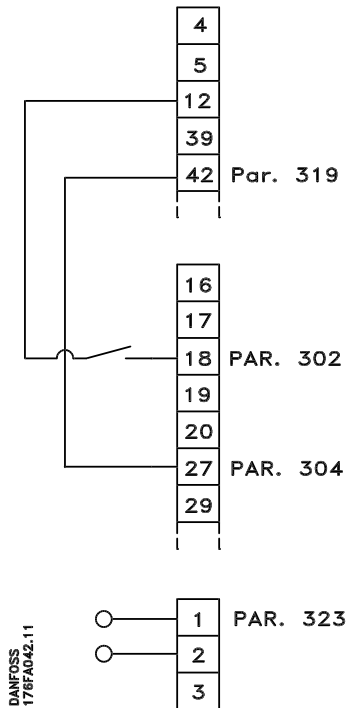 4
5
12
39
42 Par. 319
16
17
18 PAR. 302
19
20
27 PAR. 304
29
1 PAR. 323
2
3
DANFOSS
176FA042.11